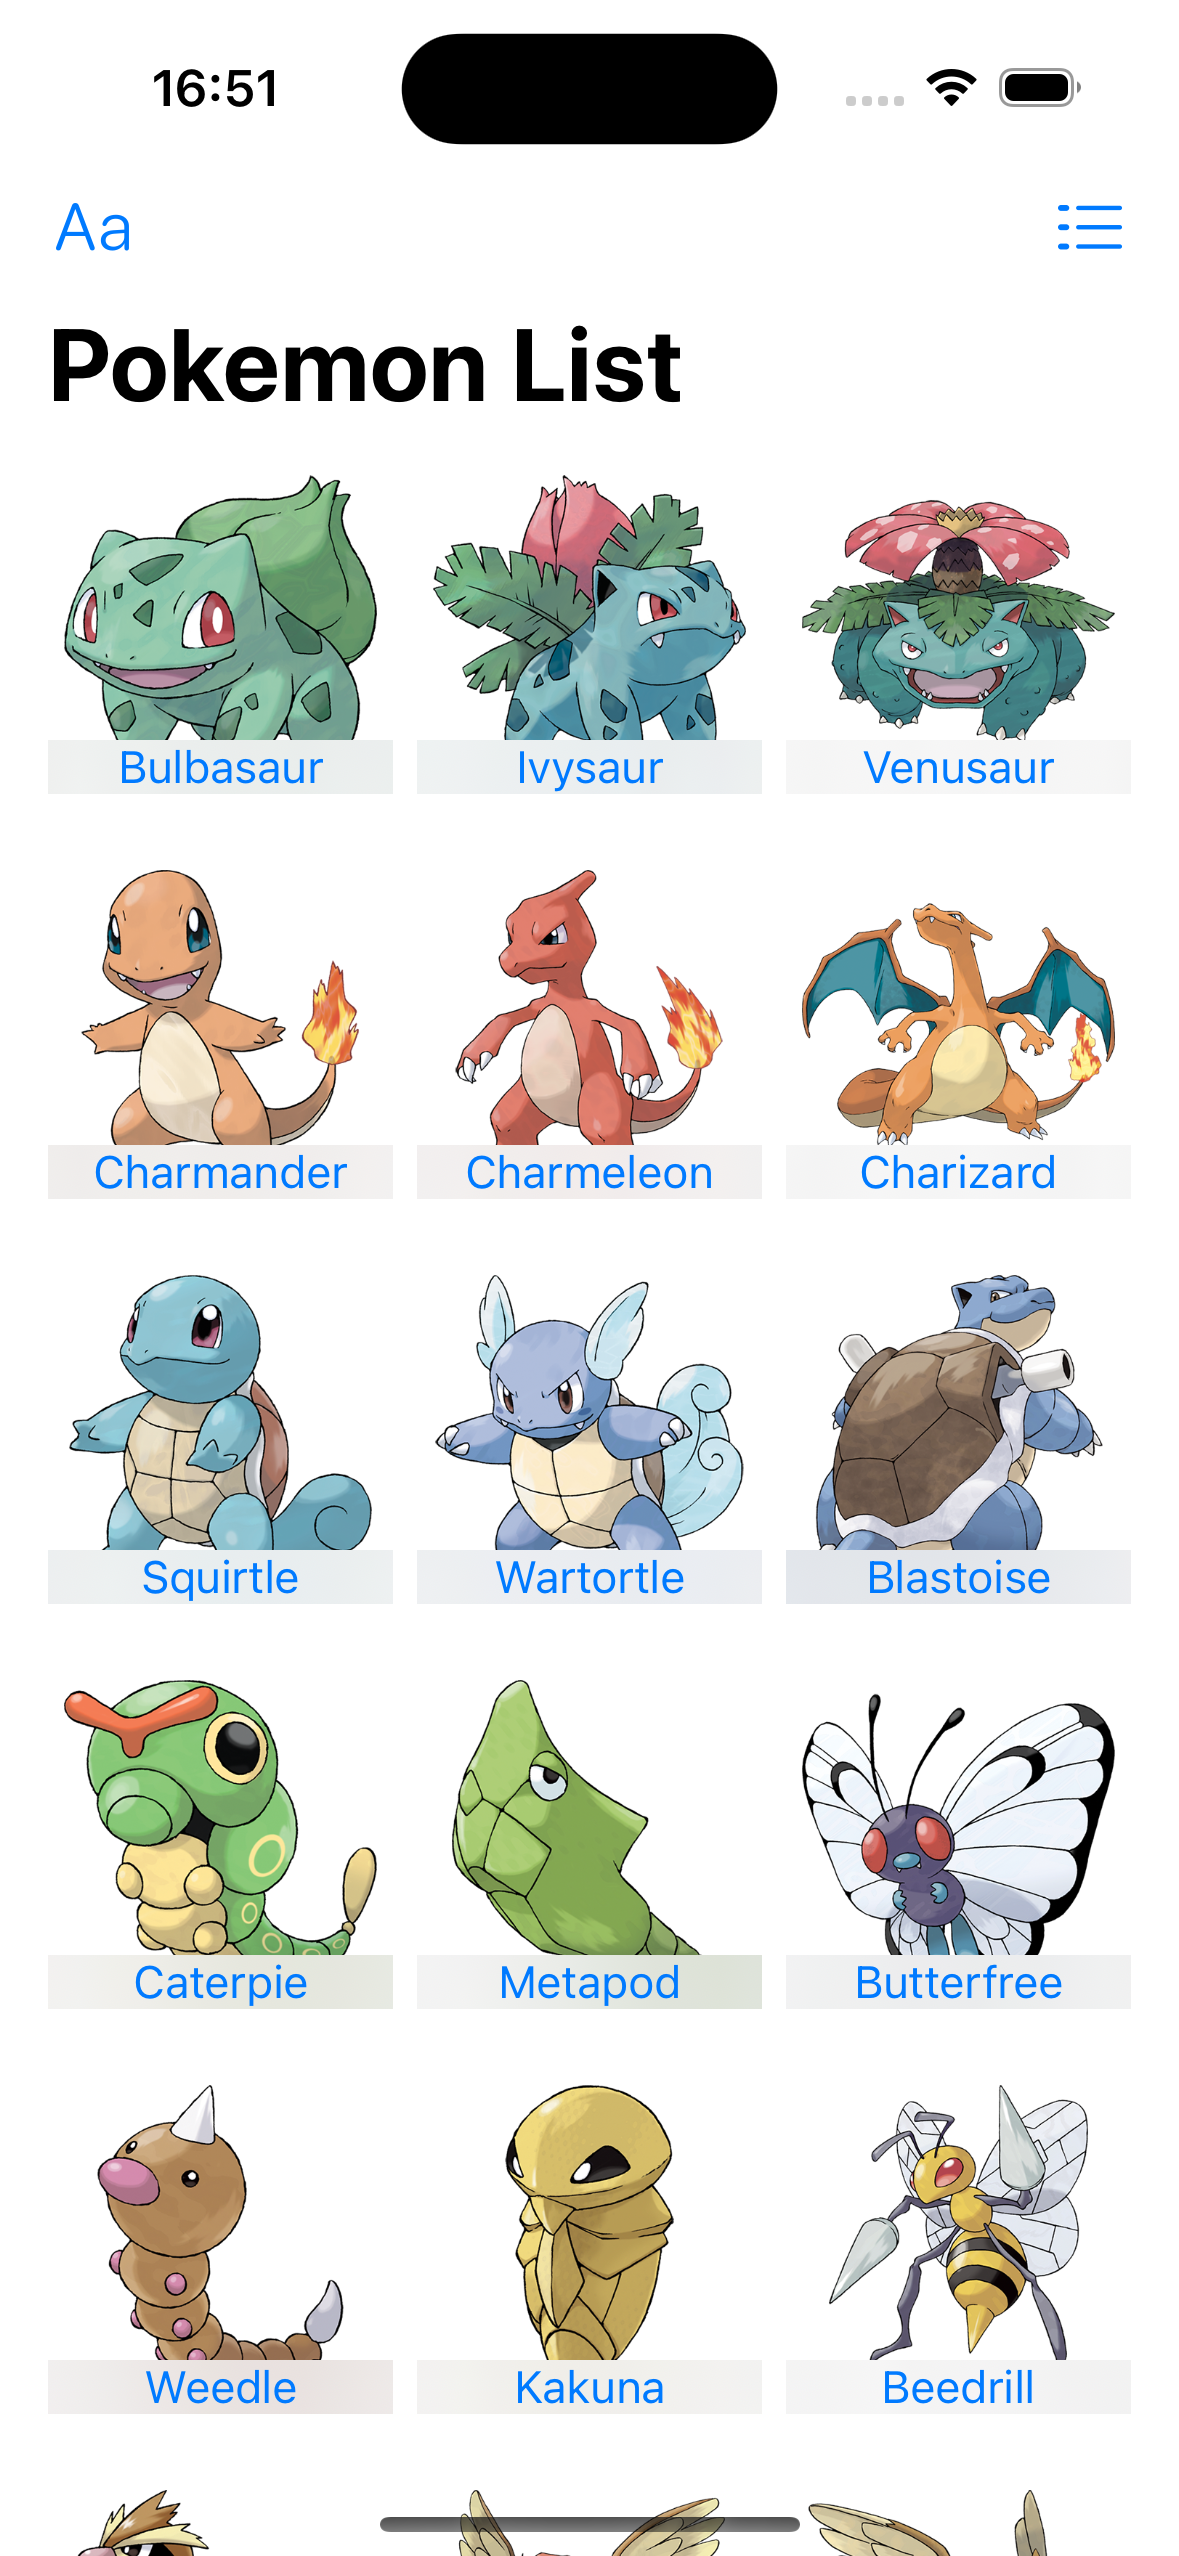 16:51
Aa
Pokemon List
Bulbasaur
Ivysaur
Venusaur
Charmander
Charmeleon
Charizard
Squirtle
Wartortle
Blastoise
Caterpie
Metapod
Butterfree
Weedle
Kakuna
Beedrill